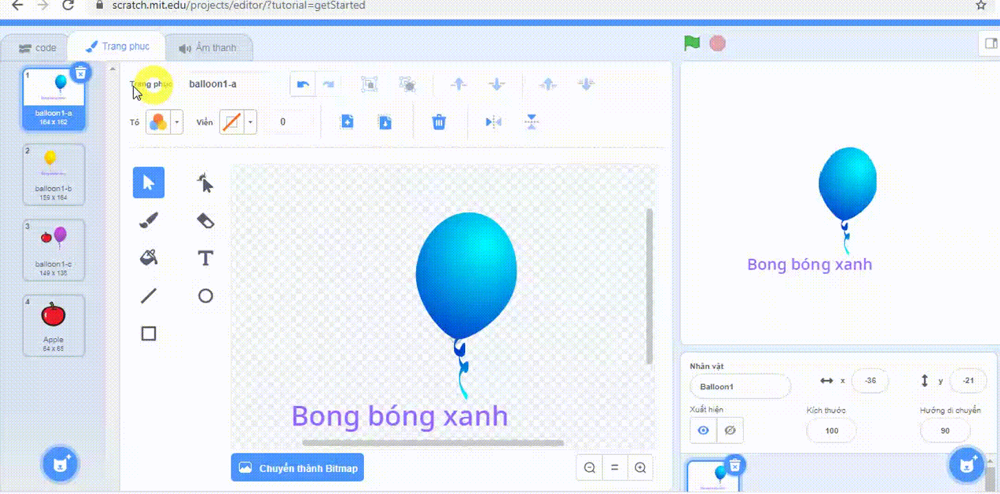 scratch.mit.edu/projects/editor/?tutorial=getStarted
code
Trang phục
Âm thanh
1
balloon1-a
164 x 162
2
balloon1-b
159 x 164
3
balloon1-c
149 x 135
4
Apple
64 x 65
Trang phục
balloon1-a
Tô
Viền
0
T
Bong bóng xanh
Chuyển thành Bitmap
Bong bóng xanh
Nhân vật
Balloon1
x
-36
y
-21
Xuất hiện
Kích thước
100
Hướng di chuyển
90